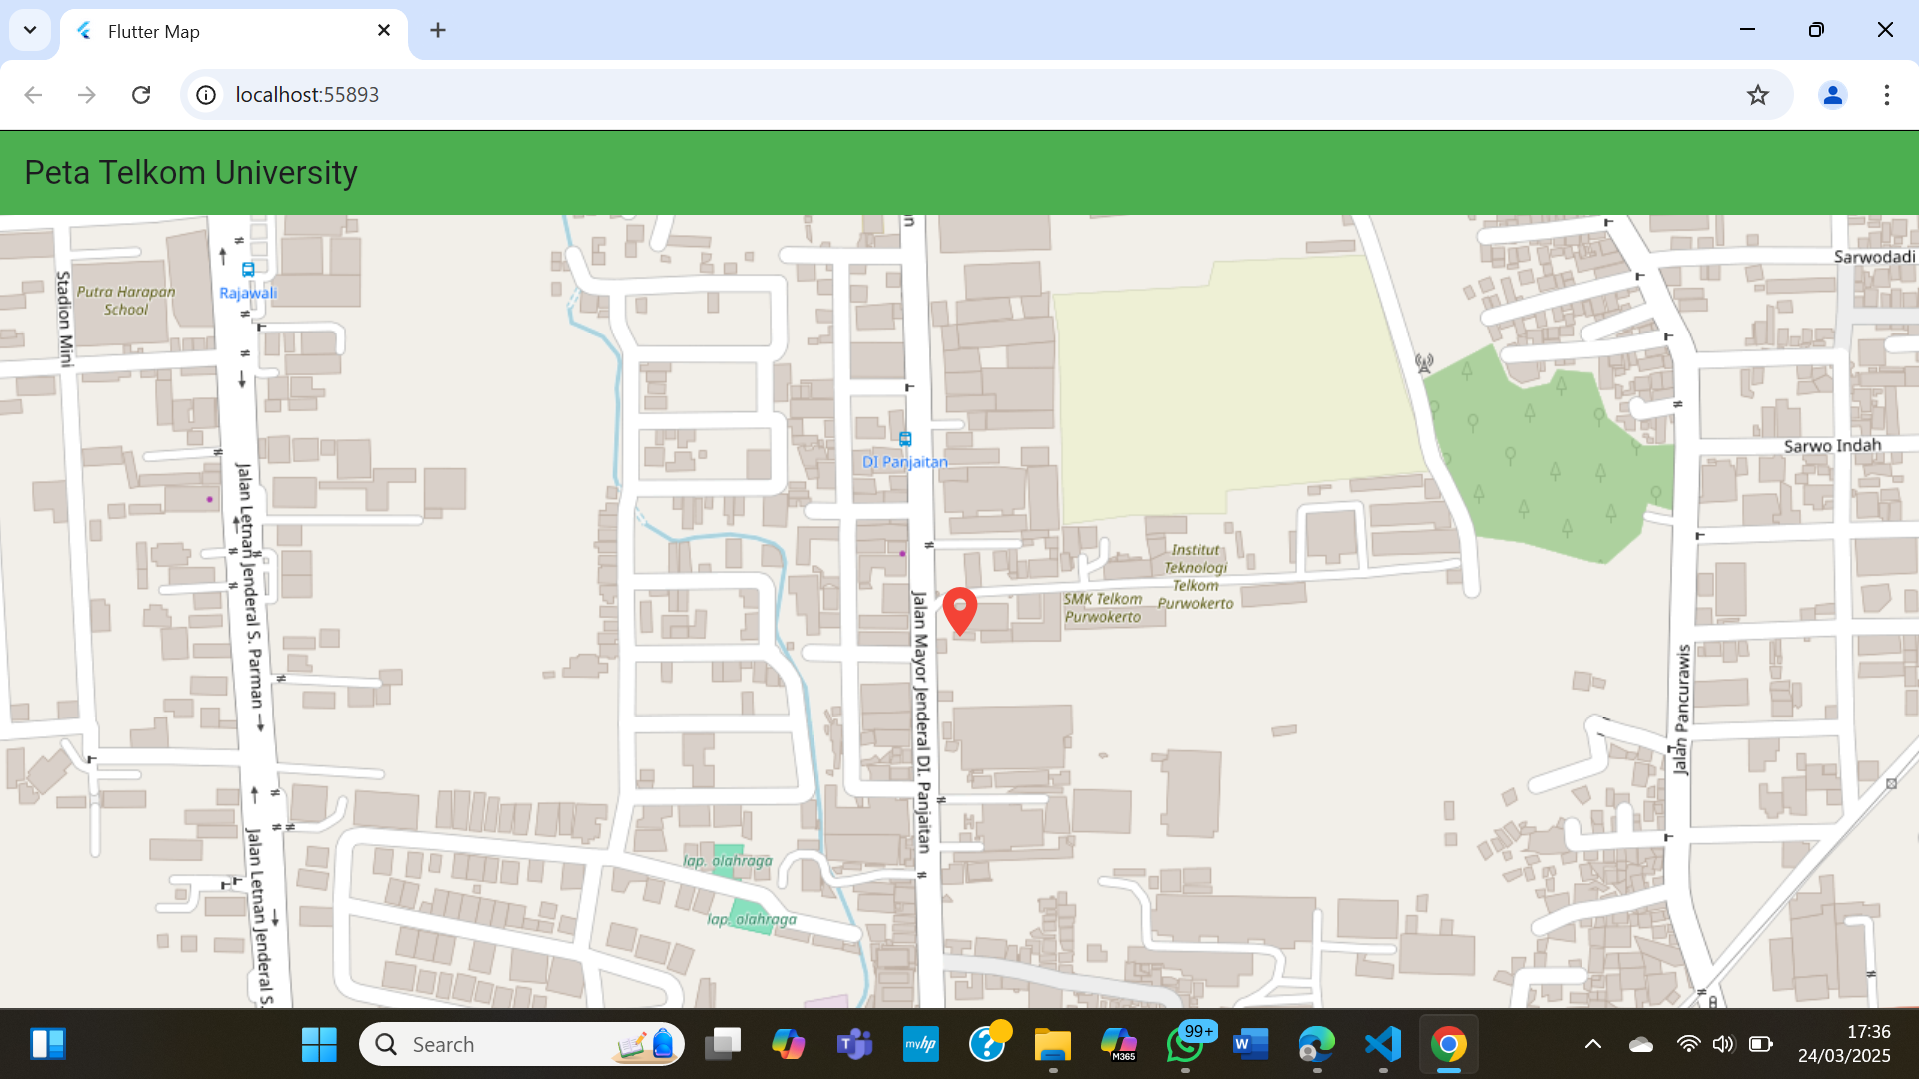 Flutter Map
localhost:55893
Peta Telkom University
Stadion Mini
Putra Harapan
School
Rajawali
Sarwodadi
DI Panjaitan
Sarwo Indah
Jalan Letnan Jenderal S. Parman
Institut
Teknologi
Telkom
Purwokerto
SMK Telkom
Purwokerto
Jalan Mayor Jenderal DI. Panjaitan
Jalan Pancurawis
lap. olahraga
lap. olahraga
Jalan Letnan Jenderal S.
Search
myhp
M365
99+
17:36
24/03/2025